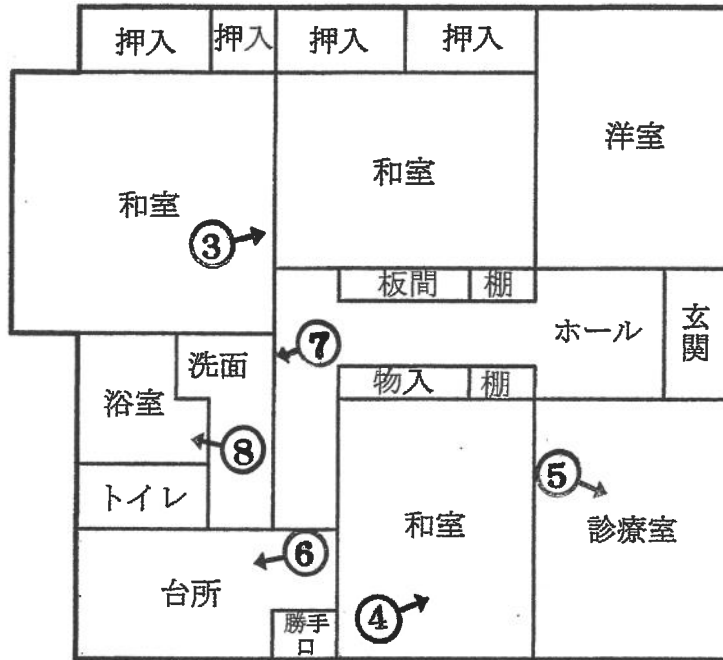 押入
押入
押入
押入
洋室
和室
和室
③
板間
棚
ホール
玄関
⑦
洗面
物入
棚
浴室
⑧
⑤
トイレ
和室
診療室
⑥
台所
④
勝手
口